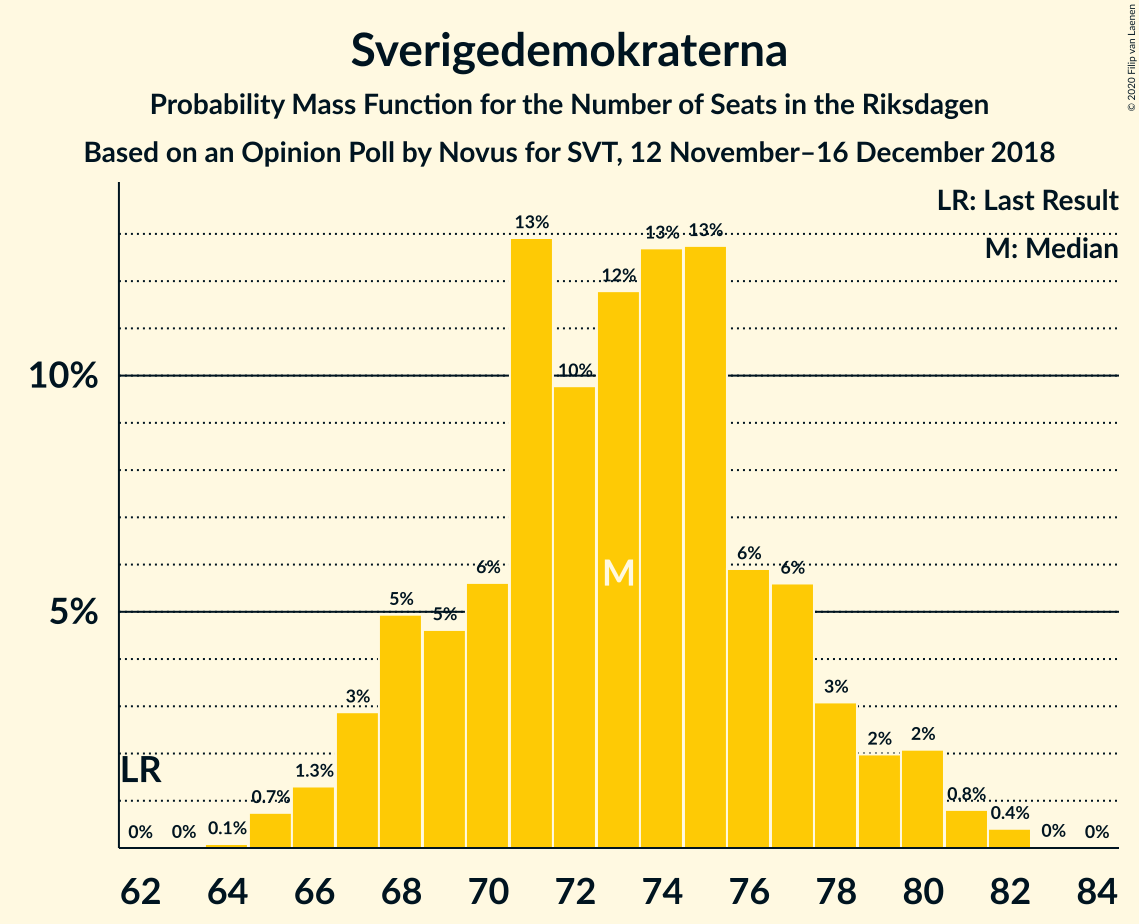 Sverigedemokraterna
Probability Mass Function for the Number of Seats in the Riksdagen
Based on an Opinion Poll by Novus for SVT, 12 November–16 December 2018
© 2020 Filip van Laenen
LR: Last Result
M: Median
10%
5%
LR
M
0%
0%
0.1%
0.7%
1.3%
3%
5%
5%
6%
13%
10%
12%
13%
13%
6%
6%
3%
2%
2%
0.8%
0.4%
0%
0%
62 64 66 68 70 72 74 76 78 80 82 84